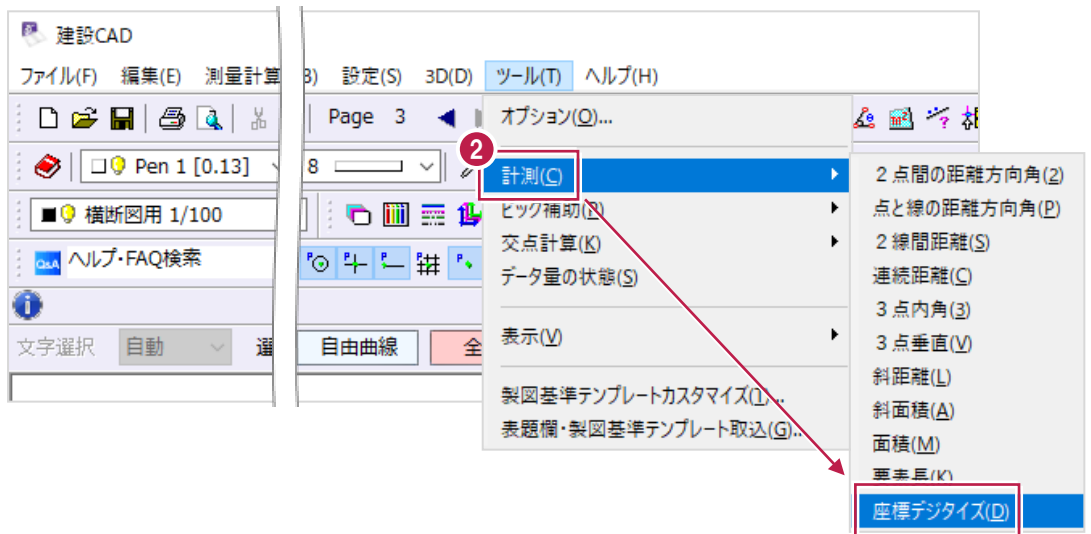 建設CAD
ファイル(F) 編集(E) 測量計算 B) 設定(S) 3D(D) ツール(T) ヘルプ(H)
Page 3
Pen 1 [0.13] 8
横断図用 1/100
Q&A ヘルプ・FAQ検索
文字選択 自動 選 自由曲線 全
オプション(O)...
2
計測(C)
ピック補助(P)
交点計算(K)
データ量の状態(S)
表示(V)
製図基準テンプレートカスタマイズ(T)...
表題欄・製図基準テンプレート取込(G)...
2点間の距離方向角(2)
点と線の距離方向角(P)
2線間距離(S)
連続距離(C)
3点内角(3)
3点垂直(V)
斜距離(L)
斜面積(A)
面積(M)
要素長(K)
座標デジタイズ(D)